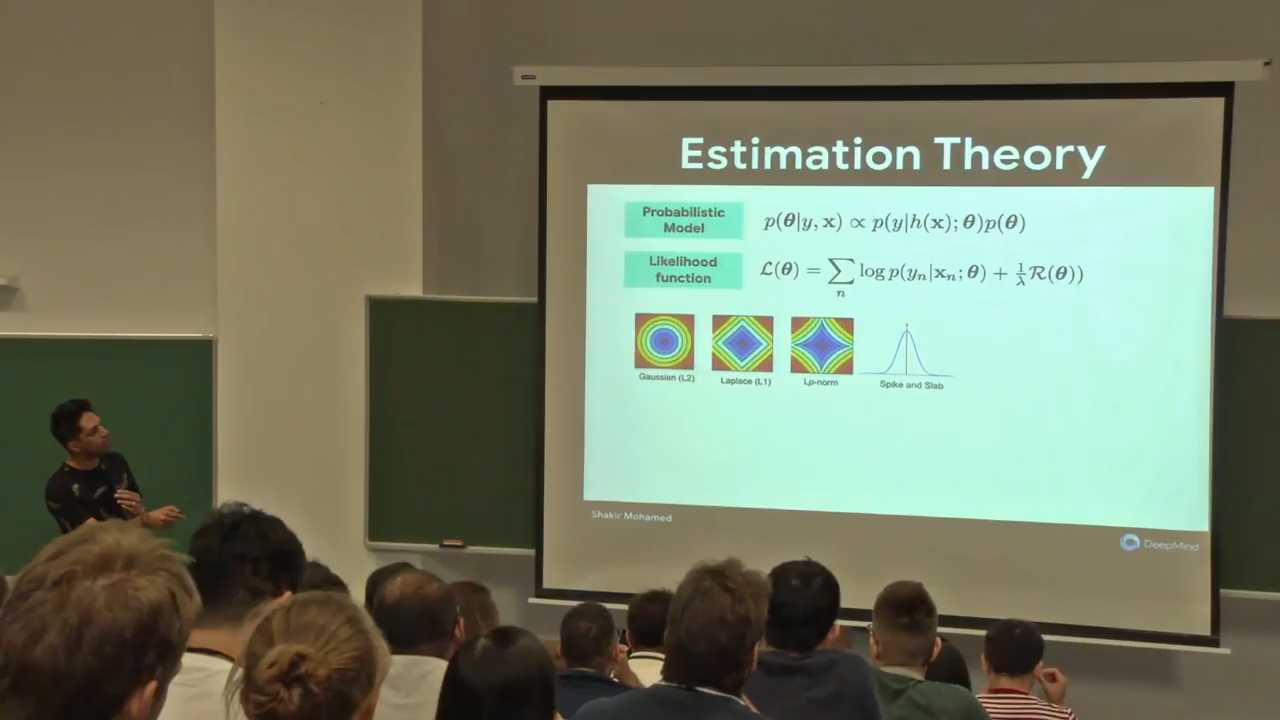 Estimation Theory
Probabilistic
Model
p(θ|y, x) ∝ p(y|h(x); θ)p(θ)
Likelihood
function
ℒ(θ) = ∑ₙ log p(yₙ|xₙ; θ) + 1/λ ℛ(θ))
Gaussian (L2)
Laplace (L1)
Lp-norm
Spike and Slab
Shakir Mohamed
DeepMind